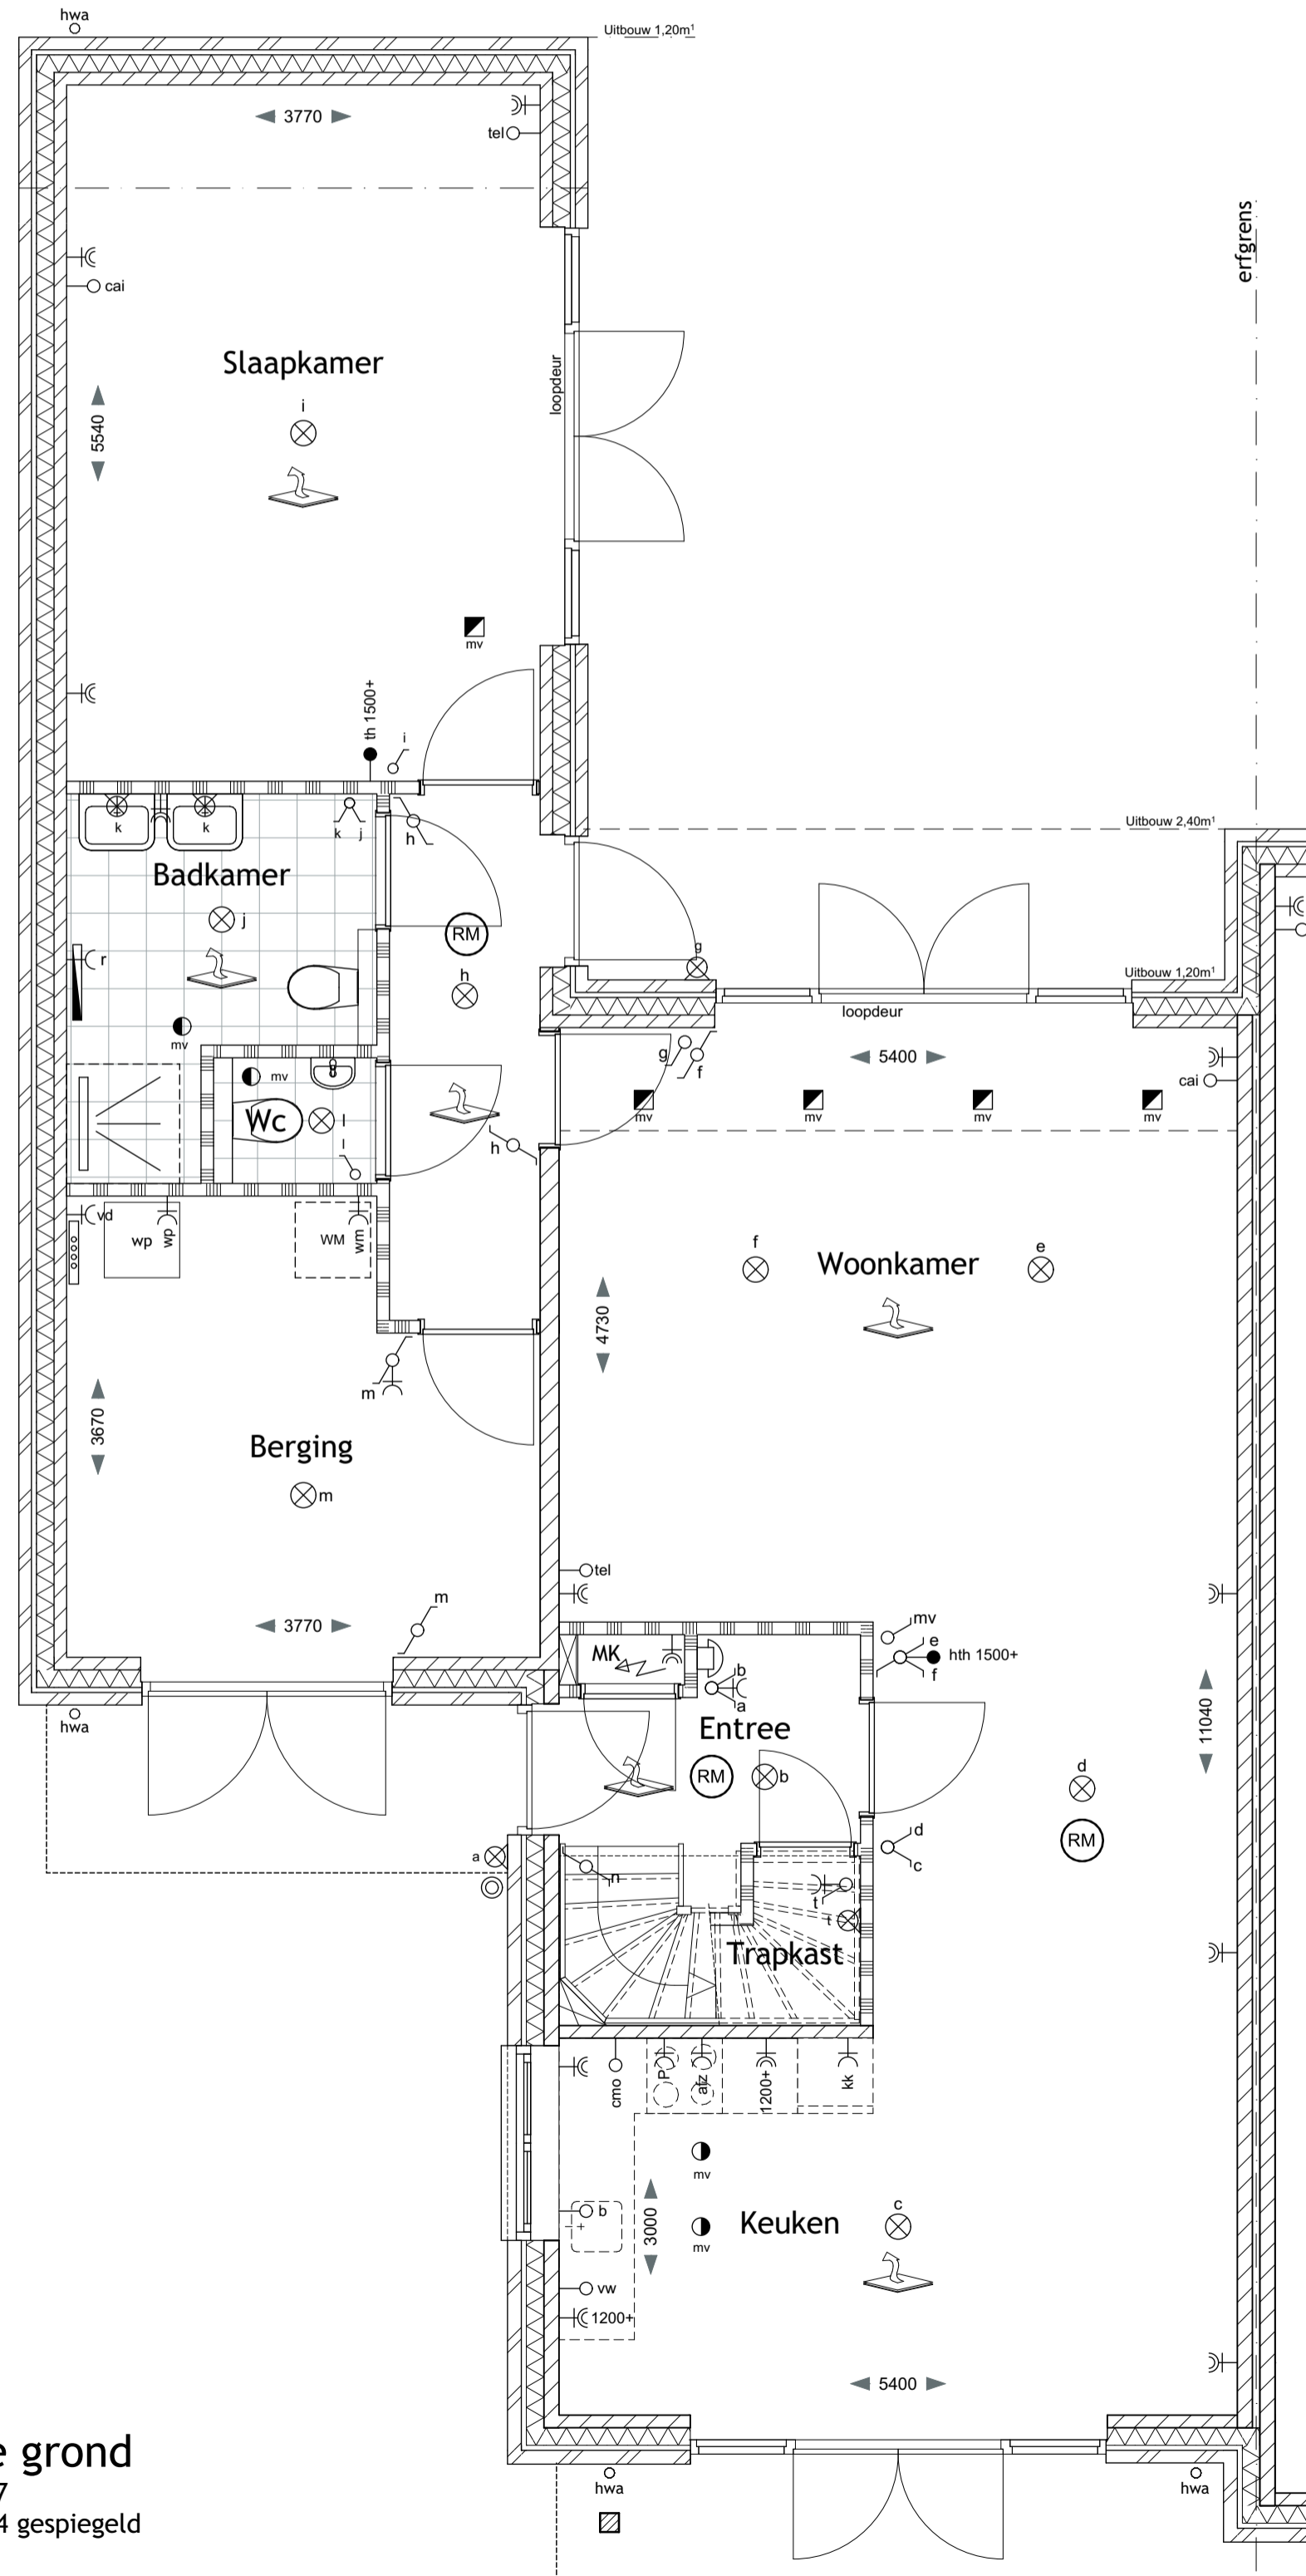 hwa
Uitbouw 1,20m¹
3770
tel
erfgrens
cai
Slaapkamer
loopdeur
i
5540
mv
th 1500+
i
k
k
k j
h
Uitbouw 2,40m¹
Badkamer
j
RM
g
r
h
Uitbouw 1,20m¹
mv
loopdeur
g
f
5400
mv
cai
Wc
l
l
mv
mv
mv
mv
h
vd
wp
wp
WM
wm
f
Woonkamer
e
4730
m
3670
Berging
m
tel
m
3770
mv
MK
e
hth 1500+
f
b
a
hwa
Entree
11040
RM
b
d
RM
a
d
c
n
t
t
Trapkast
cmo
P
afz
1200+
kk
mv
b
3000
Keuken
c
mv
vw
1200+
5400
e grond
hwa
hwa
7
4 gespiegeld